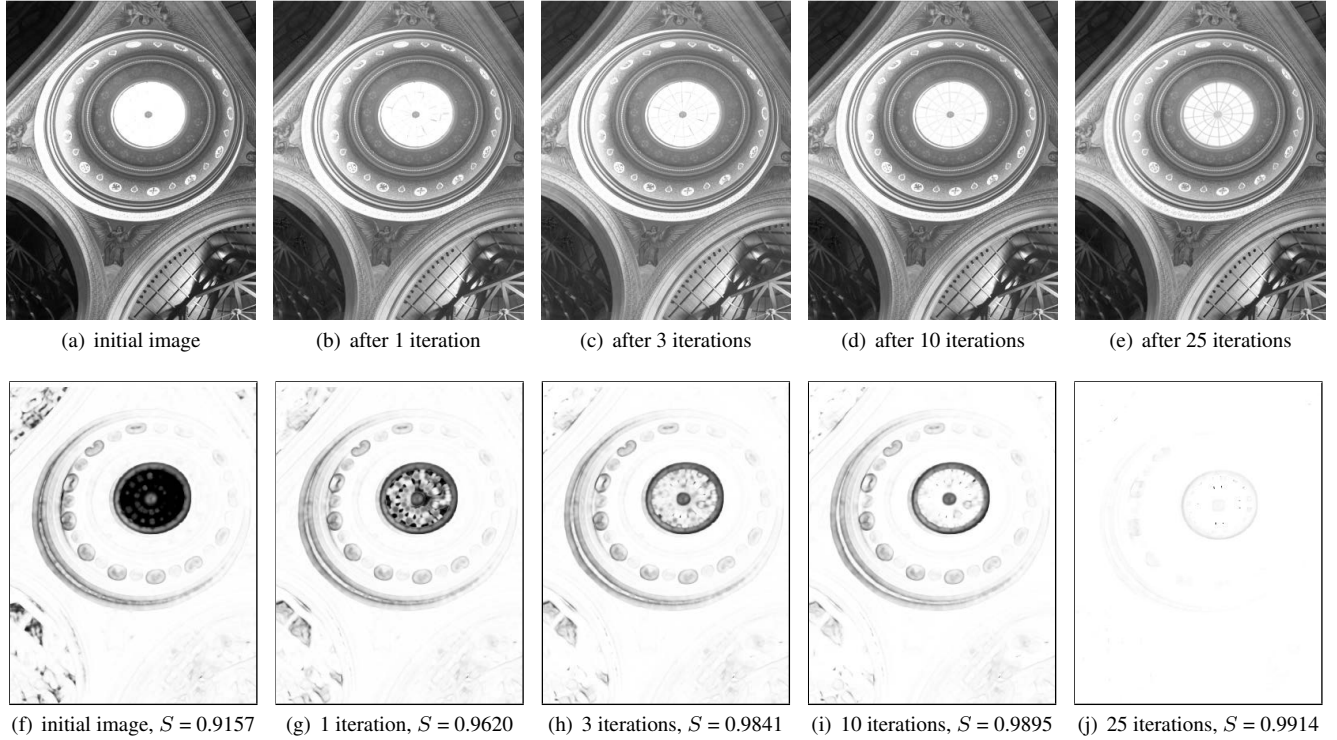 (a) initial image
(b) after 1 iteration
(c) after 3 iterations
(d) after 10 iterations
(e) after 25 iterations
(f) initial image, S = 0.9157
(g) 1 iteration, S = 0.9620
(h) 3 iterations, S = 0.9841
(i) 10 iterations, S = 0.9895
(j) 25 iterations, S = 0.9914